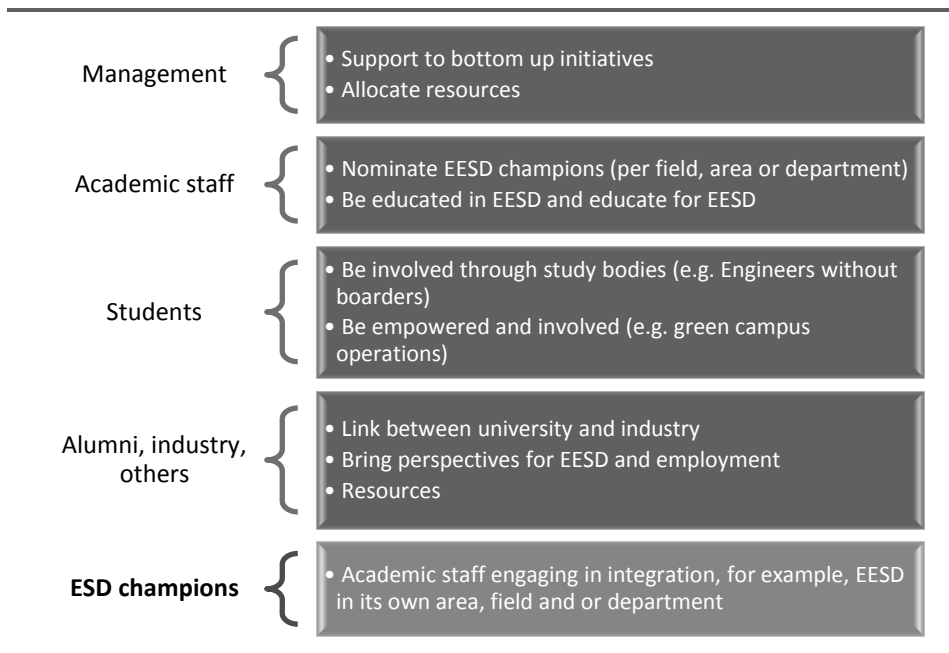 Management
• Support to bottom up initiatives
• Allocate resources
Academic staff
• Nominate EESD champions (per field, area or department)
• Be educated in EESD and educate for EESD
Students
• Be involved through study bodies (e.g. Engineers without
boarders)
• Be empowered and involved (e.g. green campus
operations)
Alumni, industry,
others
• Link between university and industry
• Bring perspectives for EESD and employment
• Resources
ESD champions
• Academic staff engaging in integration, for example, EESD
in its own area, field and or department